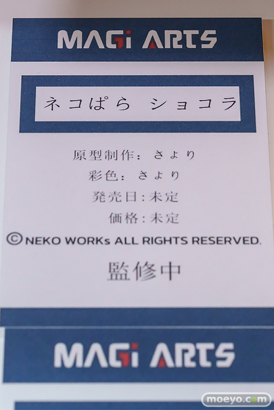 MAGi ARTS
ネコぱら ショコラ
原型制作：さより
彩色：さより
発売日：未定
価格：未定
©NEKO WORKs ALL RIGHTS RESERVED.
監修中
MAGi ARTS
moeyo.com